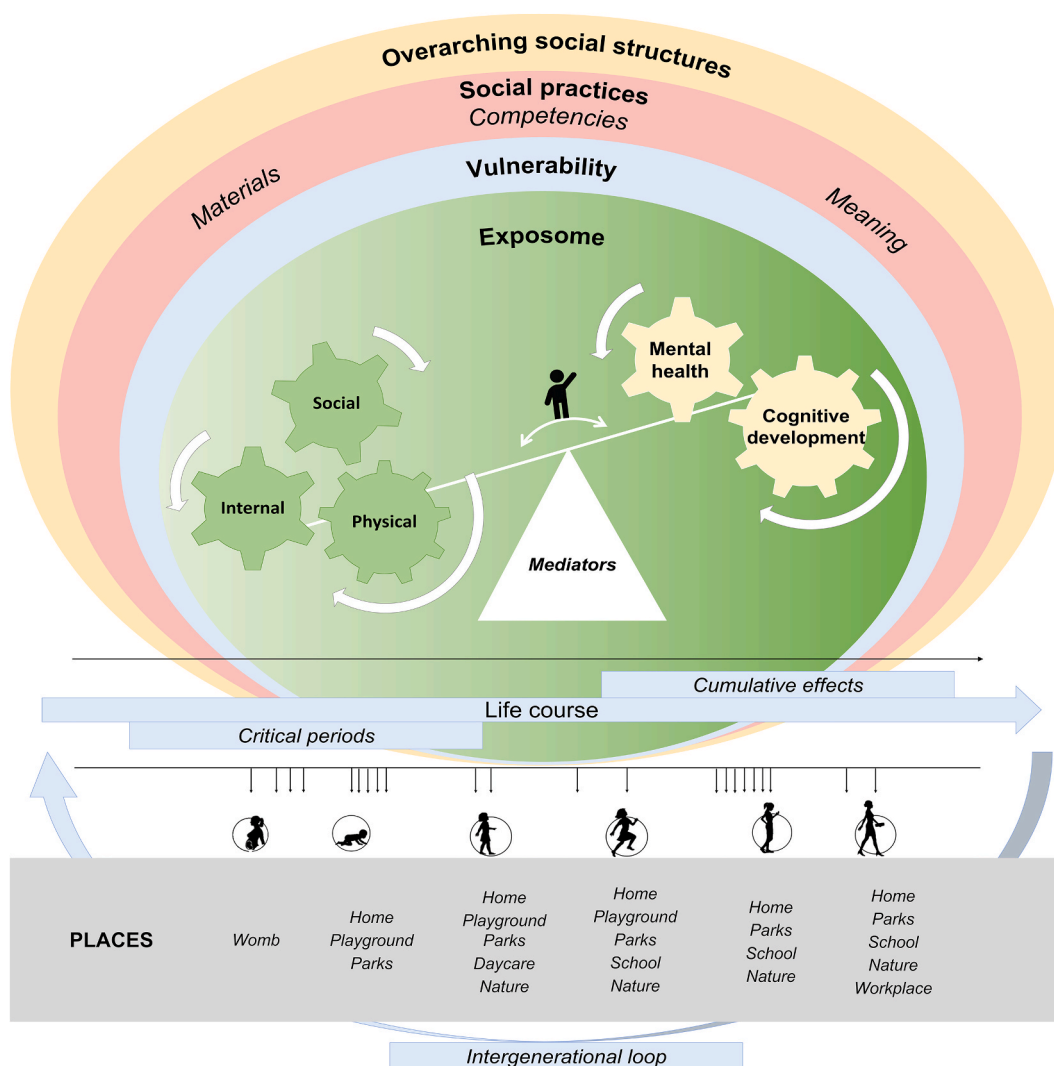 Overarching social structures
Social practices
Competencies
Materials
Meaning
Vulnerability
Exposome
Social
Internal
Physical
Mental
health
Cognitive
development
Mediators
Cumulative effects
Life course
Critical periods
PLACES
Womb
Home
Playground
Parks
Home
Playground
Parks
Daycare
Nature
Home
Playground
Parks
School
Nature
Home
Parks
School
Nature
Home
Parks
School
Nature
Workplace
Intergenerational loop